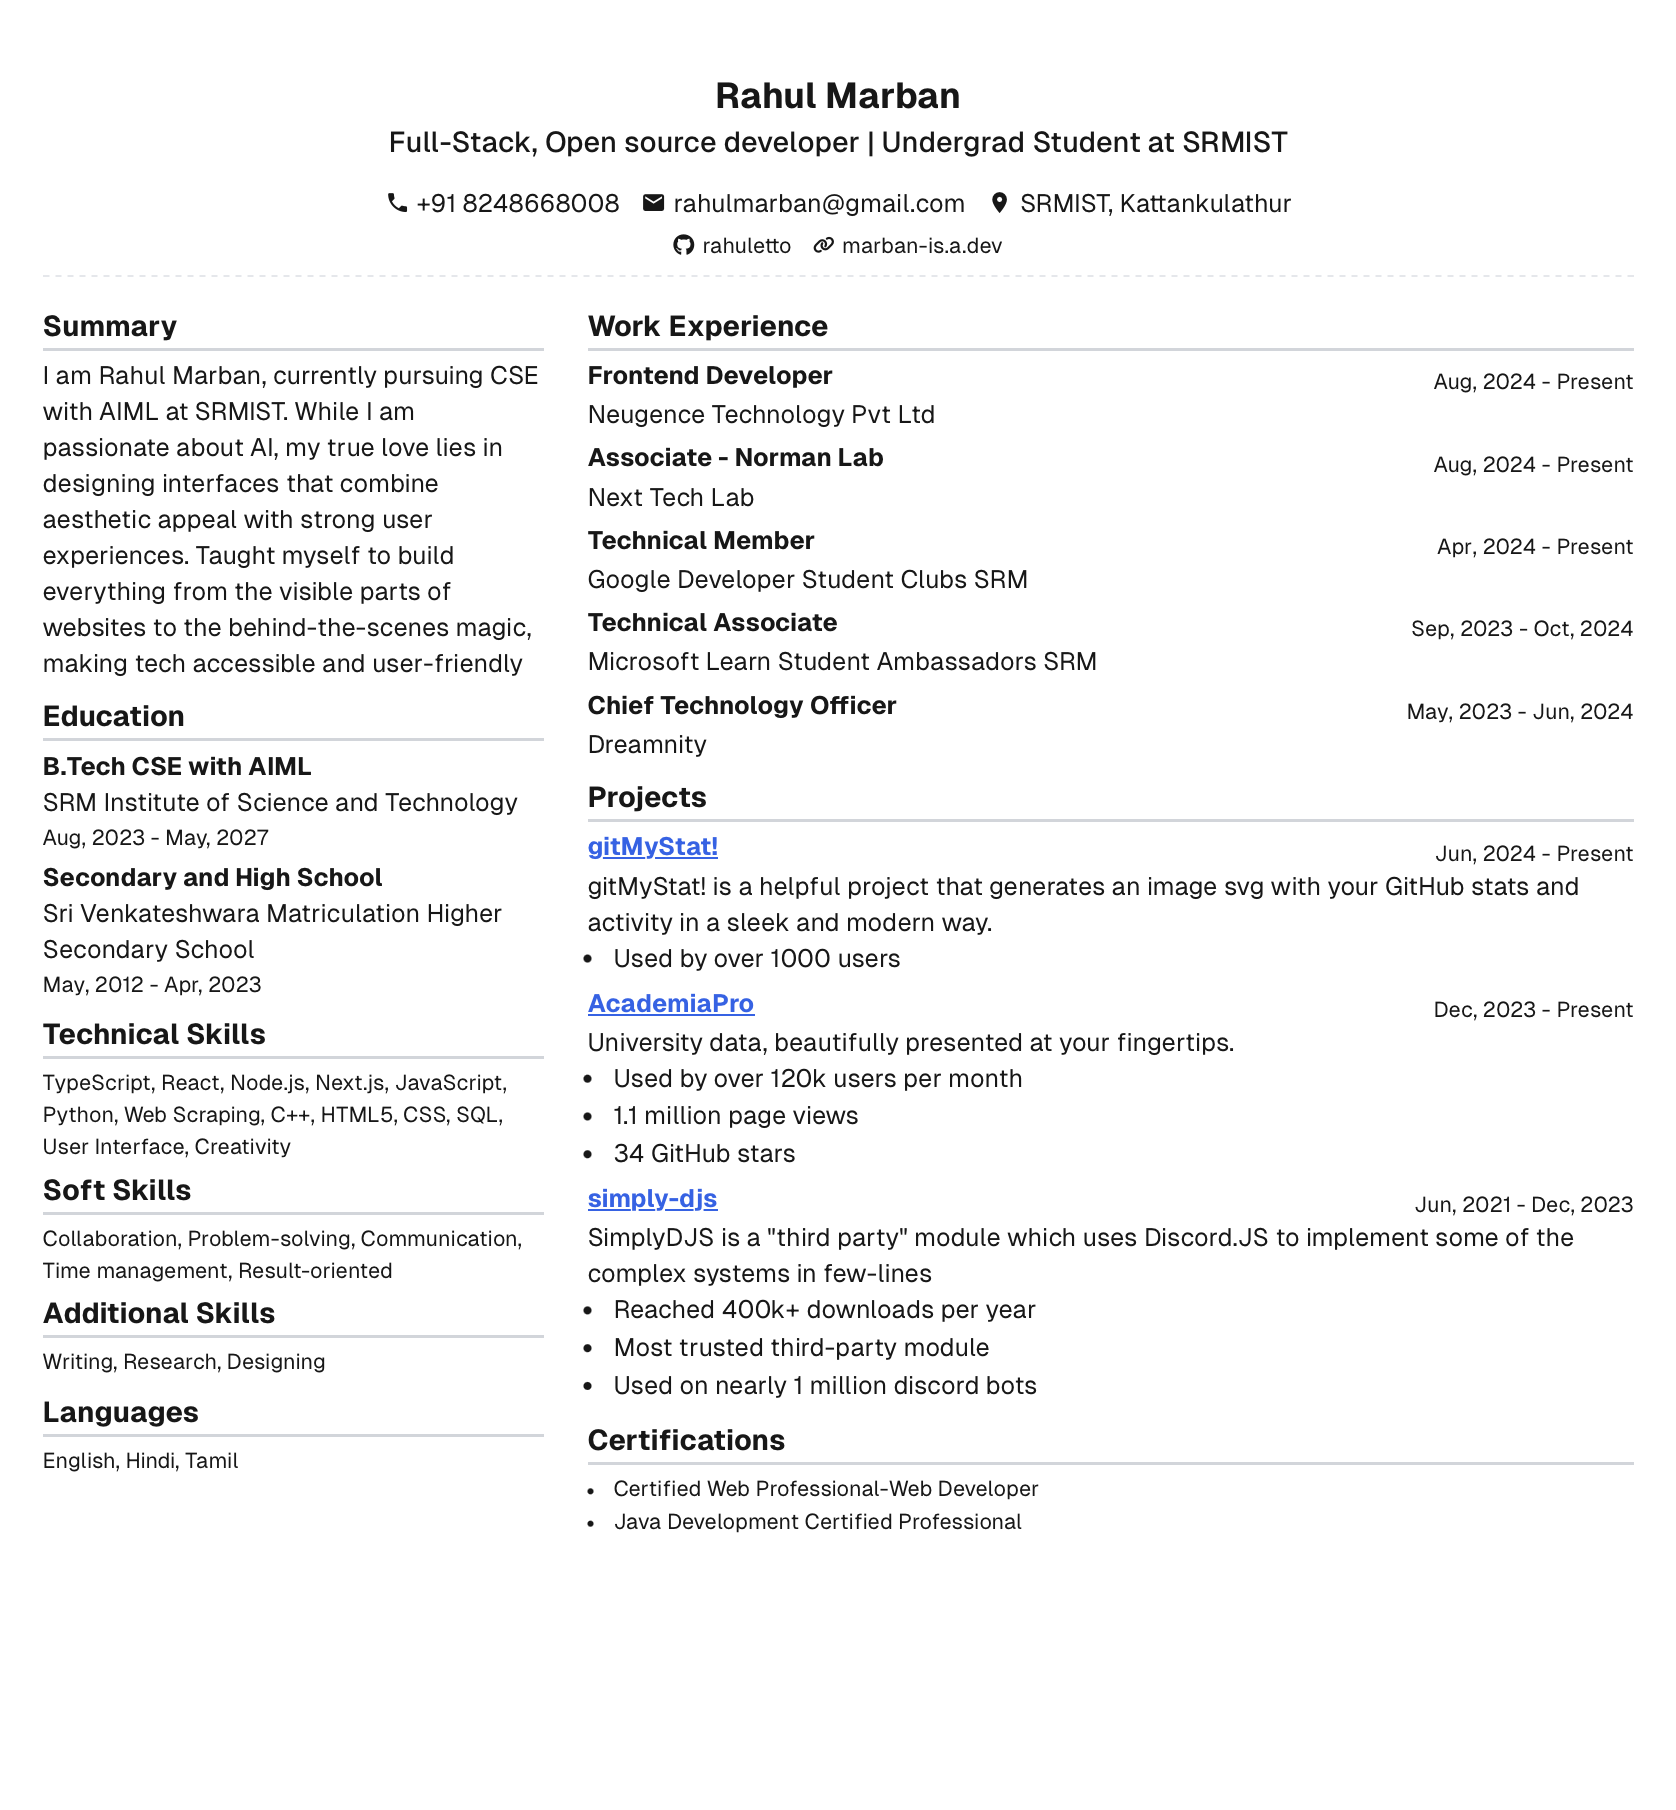 Rahul Marban
Full-Stack, Open source developer | Undergrad Student at SRMIST
+91 8248668008 rahulmarban@gmail.com SRMIST, Kattankulathur
rahuletto marban-is.a.dev
Summary
I am Rahul Marban, currently pursuing CSE
with AIML at SRMIST. While I am
passionate about AI, my true love lies in
designing interfaces that combine
aesthetic appeal with strong user
experiences. Taught myself to build
everything from the visible parts of
websites to the behind-the-scenes magic,
making tech accessible and user-friendly
Education
B.Tech CSE with AIML
SRM Institute of Science and Technology
Aug, 2023 - May, 2027
Secondary and High School
Sri Venkateshwara Matriculation Higher
Secondary School
May, 2012 - Apr, 2023
Technical Skills
TypeScript, React, Node.js, Next.js, JavaScript,
Python, Web Scraping, C++, HTML5, CSS, SQL,
User Interface, Creativity
Soft Skills
Collaboration, Problem-solving, Communication,
Time management, Result-oriented
Additional Skills
Writing, Research, Designing
Languages
English, Hindi, Tamil
Work Experience
Frontend Developer Aug, 2024 - Present
Neugence Technology Pvt Ltd
Associate - Norman Lab Aug, 2024 - Present
Next Tech Lab
Technical Member Apr, 2024 - Present
Google Developer Student Clubs SRM
Technical Associate Sep, 2023 - Oct, 2024
Microsoft Learn Student Ambassadors SRM
Chief Technology Officer May, 2023 - Jun, 2024
Dreamnity
Projects
gitMyStat! Jun, 2024 - Present
gitMyStat! is a helpful project that generates an image svg with your GitHub stats and
activity in a sleek and modern way.
• Used by over 1000 users
AcademiaPro Dec, 2023 - Present
University data, beautifully presented at your fingertips.
• Used by over 120k users per month
• 1.1 million page views
• 34 GitHub stars
simply-djs Jun, 2021 - Dec, 2023
SimplyDJS is a "third party" module which uses Discord.JS to implement some of the
complex systems in few-lines
• Reached 400k+ downloads per year
• Most trusted third-party module
• Used on nearly 1 million discord bots
Certifications
• Certified Web Professional-Web Developer
• Java Development Certified Professional